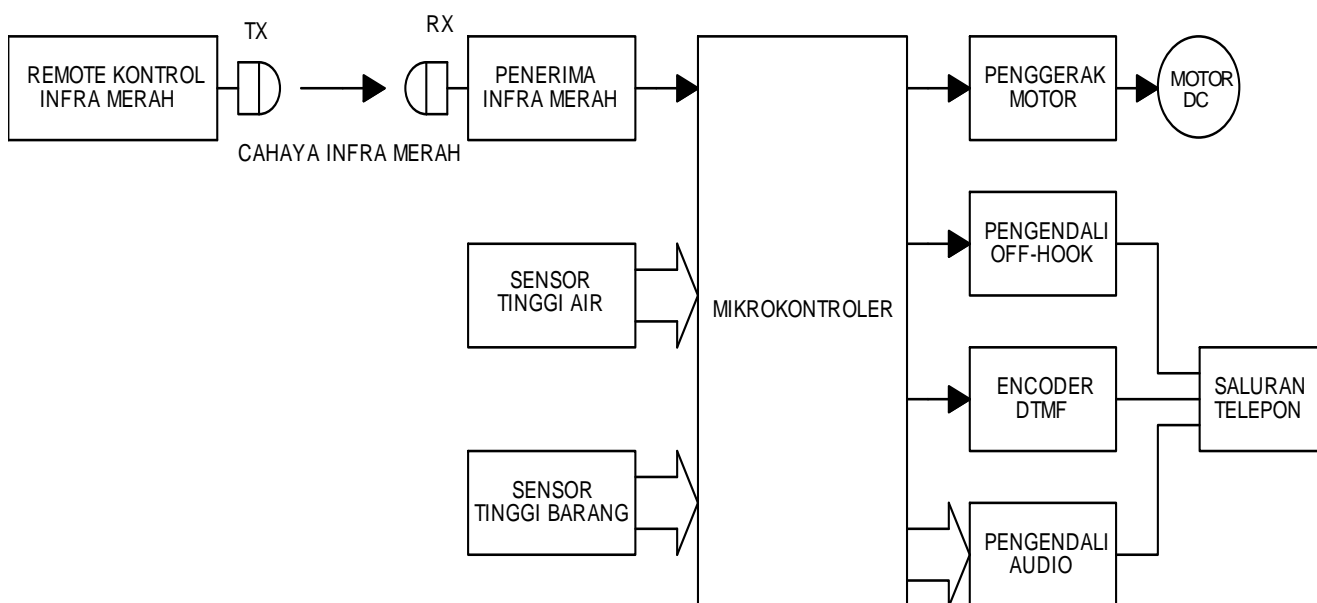 TX
RX
REMOTE KONTROL
INFRA MERAH
PENERIMA
INFRA MERAH
CAHAYA INFRA MERAH
PENGGERAK
MOTOR
MOTOR
DC
PENGENDALI
OFF-HOOK
SENSOR
TINGGI AIR
MIKROKONTROLER
ENCODER
DTMF
SALURAN
TELEPON
SENSOR
TINGGI BARANG
PENGENDALI
AUDIO